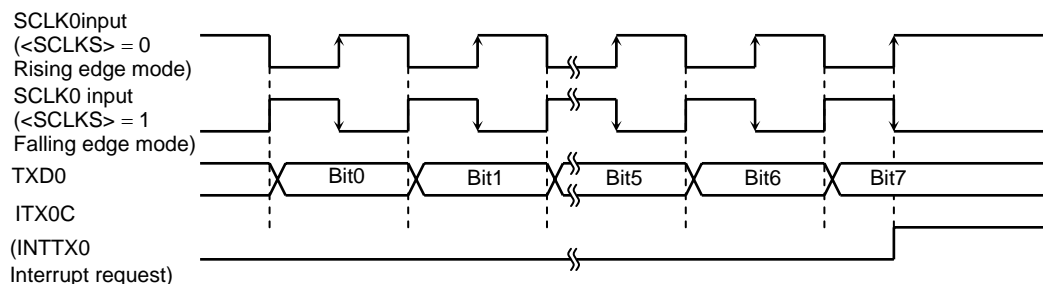 SCLK0input
(<SCLKS> = 0
Rising edge mode)
SCLK0 input
(<SCLKS> = 1
Falling edge mode)
TXD0
Bit0 Bit1 Bit5 Bit6 Bit7
ITX0C
(INTTX0
Interrupt request)